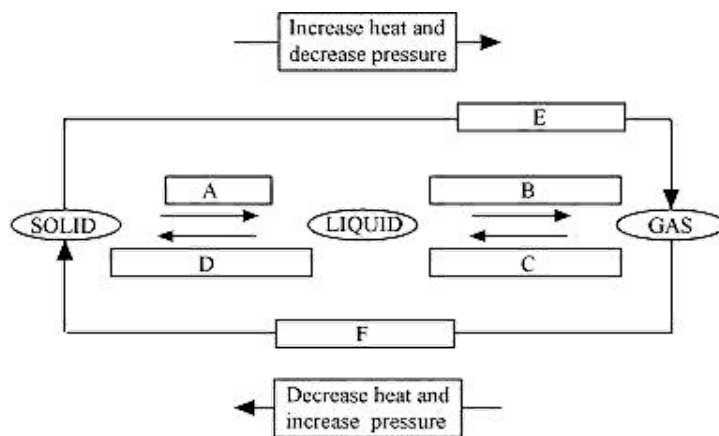 Increase heat and
decrease pressure
E
A
B
SOLID
LIQUID
GAS
D
C
F
Decrease heat and
increase pressure